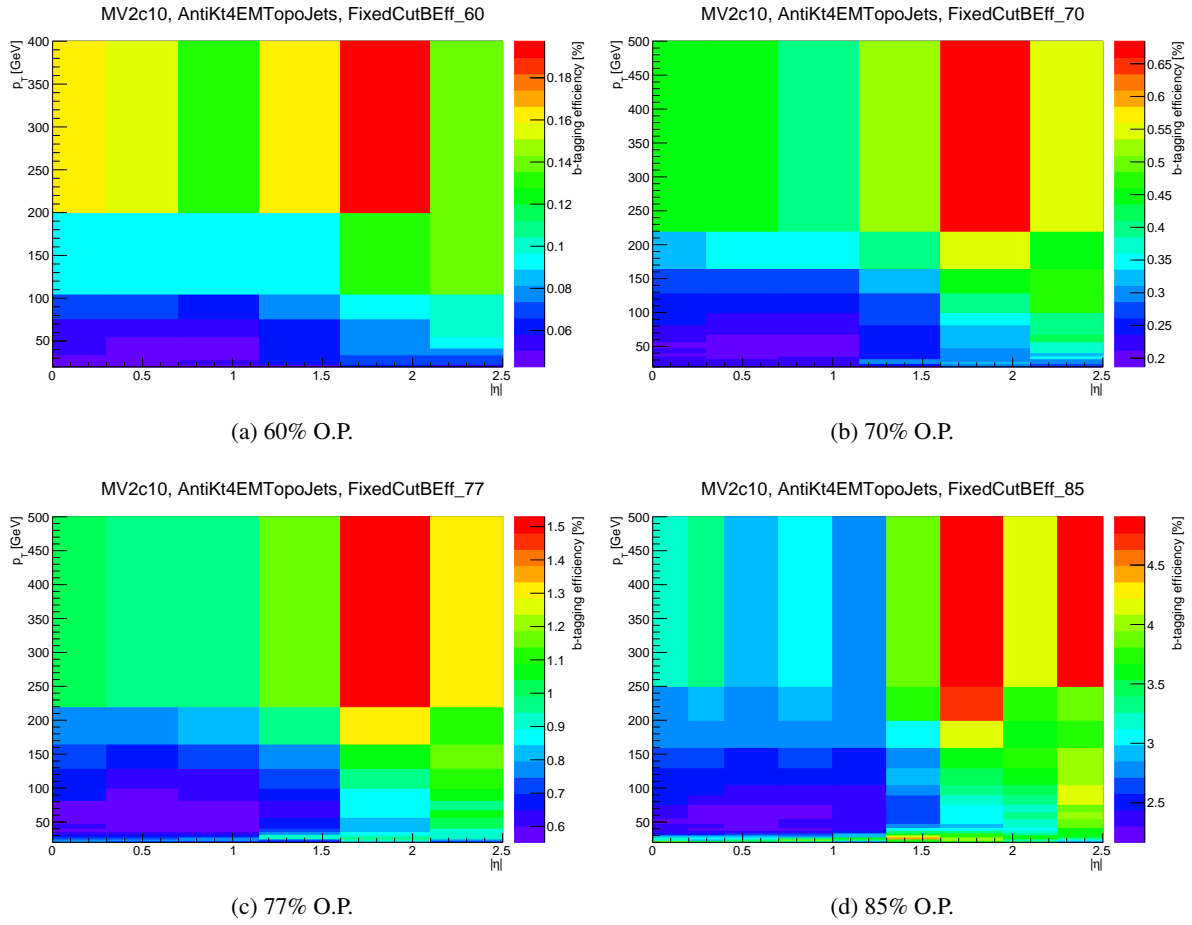 MV2c10, AntiKt4EMTopoJets, FixedCutBEff_60
p_T [GeV]
400
350
300
250
200
150
100
50
0 0.5 1 1.5 2 2.5
|η|
0.18
0.16
0.14
0.12
0.1
0.08
0.06
b-tagging efficiency [%]
(a) 60% O.P.
MV2c10, AntiKt4EMTopoJets, FixedCutBEff_70
p_T [GeV]
500
450
400
350
300
250
200
150
100
50
0 0.5 1 1.5 2 2.5
|η|
0.65
0.6
0.55
0.5
0.45
0.4
0.35
0.3
0.25
0.2
b-tagging efficiency [%]
(b) 70% O.P.
MV2c10, AntiKt4EMTopoJets, FixedCutBEff_77
p_T [GeV]
500
450
400
350
300
250
200
150
100
50
0 0.5 1 1.5 2 2.5
|η|
1.5
1.4
1.3
1.2
1.1
1
0.9
0.8
0.7
0.6
b-tagging efficiency [%]
(c) 77% O.P.
MV2c10, AntiKt4EMTopoJets, FixedCutBEff_85
p_T [GeV]
500
450
400
350
300
250
200
150
100
50
0 0.5 1 1.5 2 2.5
|η|
4.5
4
3.5
3
2.5
b-tagging efficiency [%]
(d) 85% O.P.